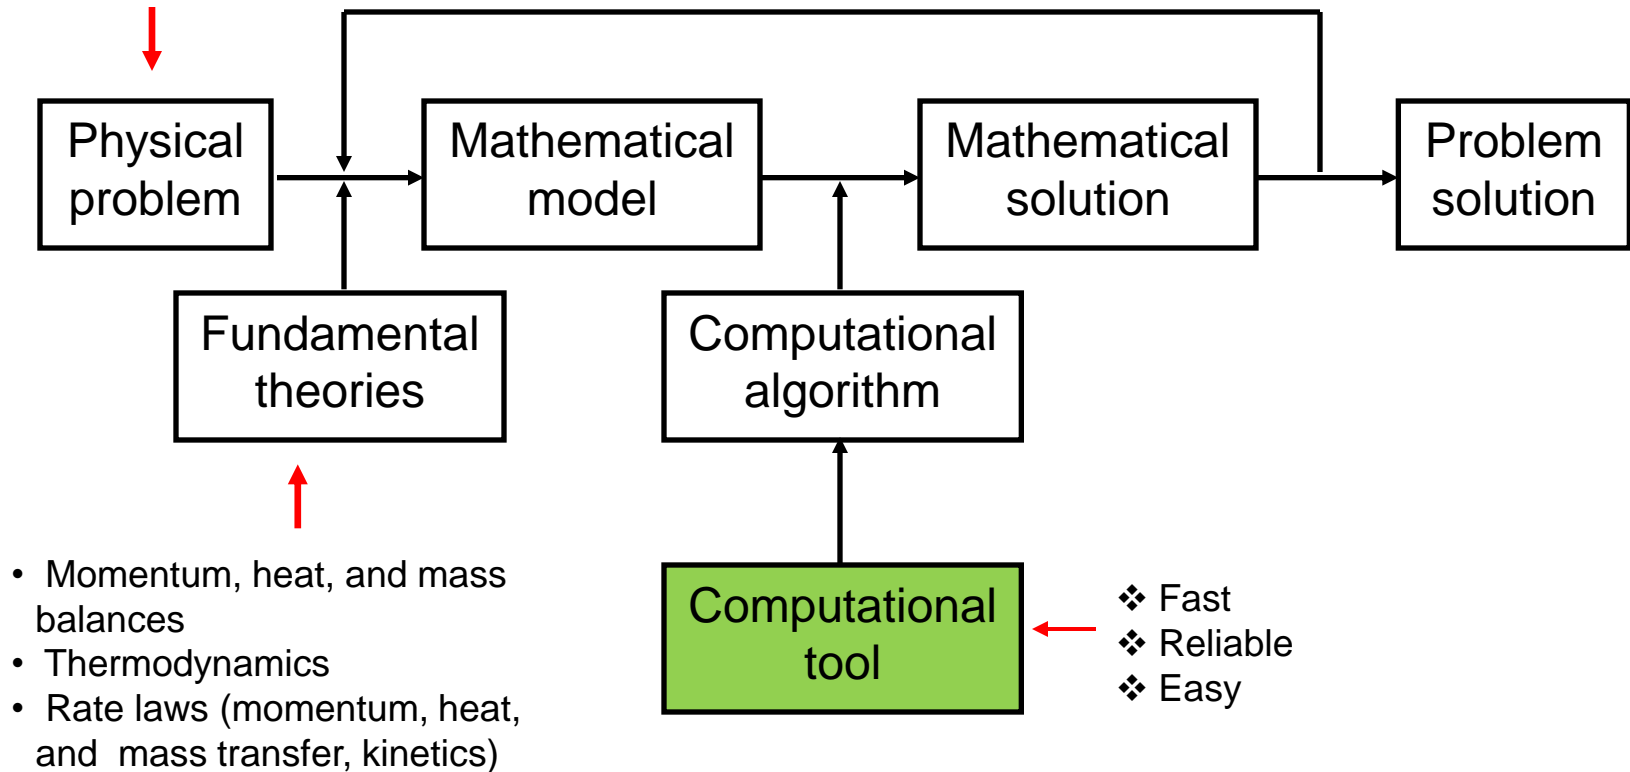 Physical
problem
Mathematical
model
Mathematical
solution
Problem
solution
Fundamental
theories
Computational
algorithm
• Momentum, heat, and mass
balances
• Thermodynamics
• Rate laws (momentum, heat,
and mass transfer, kinetics)
Computational
tool
❖ Fast
❖ Reliable
❖ Easy